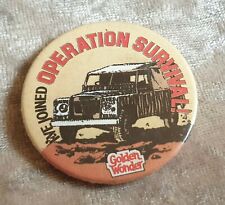 I'VE JOINED
OPERATION SURVIVAL
Golden
Wonder